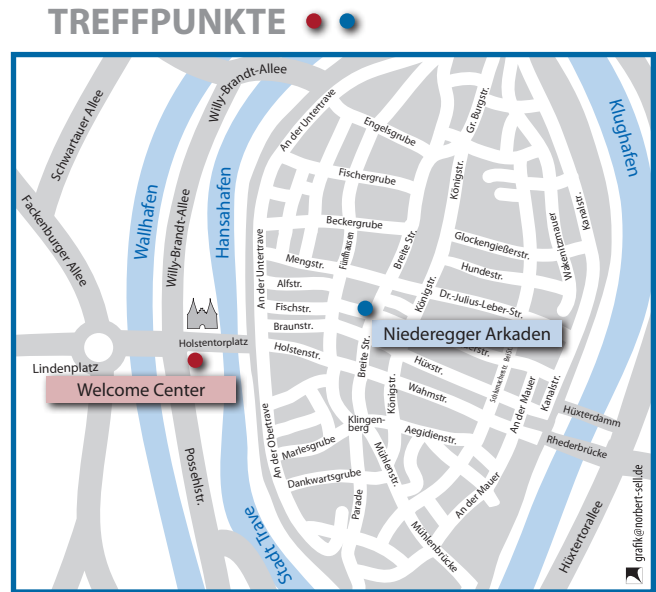 TREFFPUNKTE
Schwartauer Allee
Fackenburger Allee
Willy-Brandt-Allee
Willy-Brandt-Allee
Wallhafen
Hansahafen
Klughafen
An der Untertrave
An der Untertrave
Engelsgrube
Gr. Burgstr.
Fischergrube
Königstr.
Beckergrube
Fünfhausen
Breite Str.
Glockengießerstr.
Wakenitzmauer
Kanalstr.
Mengstr.
Hundestr.
Alfstr.
Königstr.
Dr.-Julius-Leber-Str.
Fischstr.
Braunstr.
Niederegger Arkaden
Holstentorplatz
Holstenstr.
Breite Str.
Lindenplatz
Welcome Center
Hüxstr.
Wahmstr.
Königstr.
An der Mauer
Kanalstr.
Hüxterdamm
Klingen-
berg
Aegidienstr.
Rhederbrücke
An der Obertrave
Marlesgrube
Mühlenstr.
Dankwartsgrube
Possehlstr.
Parade
An der Mauer
Mühlenbrücke
Stadt Trave
Hüxtertorallee
grafik@norbert-sell.de